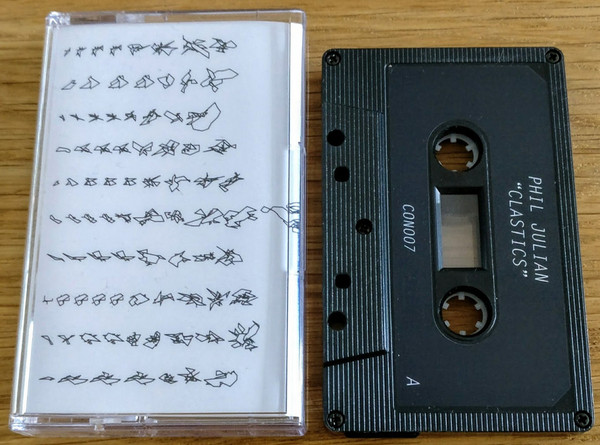 PHIL JULIAN
"CLASTICS"
CON007
A